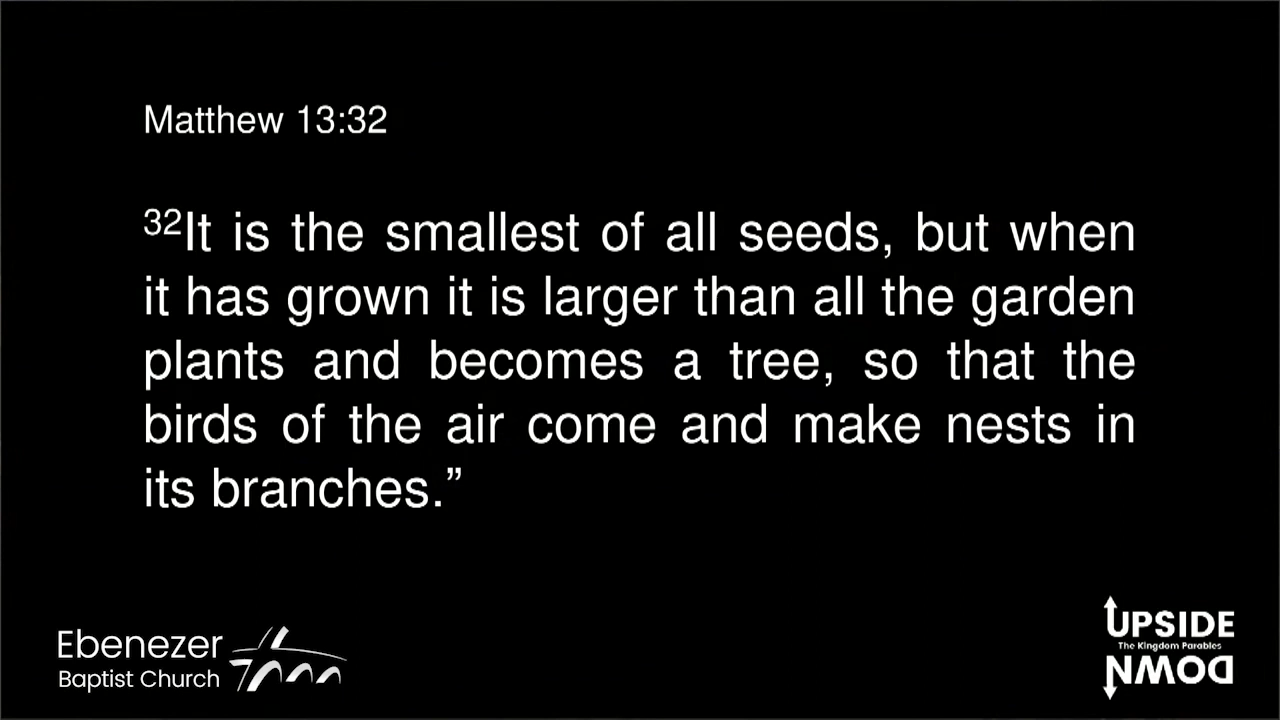 Matthew 13:32
32It is the smallest of all seeds, but when
it has grown it is larger than all the garden
plants and becomes a tree, so that the
birds of the air come and make nests in
its branches.”
Ebenezer
Baptist Church
UPSIDE
The Kingdom Parables
DOWN